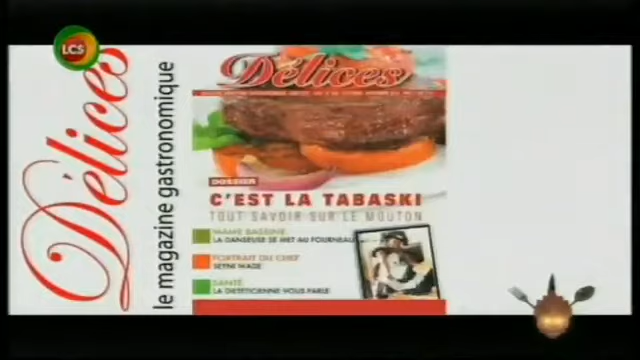 LCS
Délices
le magazine gastronomique
Délices
DOSSIER
C'EST LA TABASKI
TOUT SAVOIR SUR LE MOUTON
MAME BASSINE
LA DANSEUSE SE MET AU FOURNEAU
PORTRAIT DU CHEF
SEYNI WADE
SANTÉ
LA DIETETICIENNE VOUS PARLE